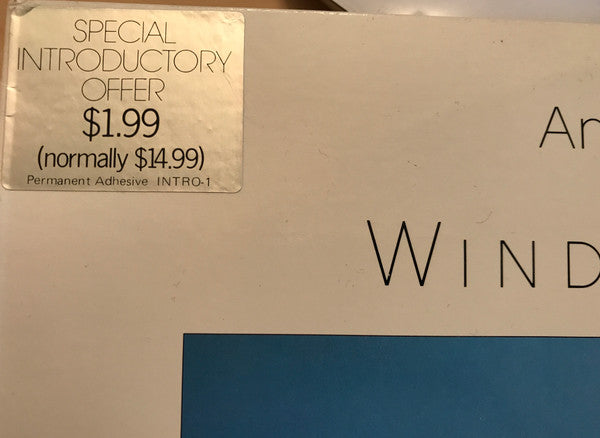 SPECIAL
INTRODUCTORY
OFFER
$1.99
(normally $14.99)
Permanent Adhesive INTRO-1
An
WIND